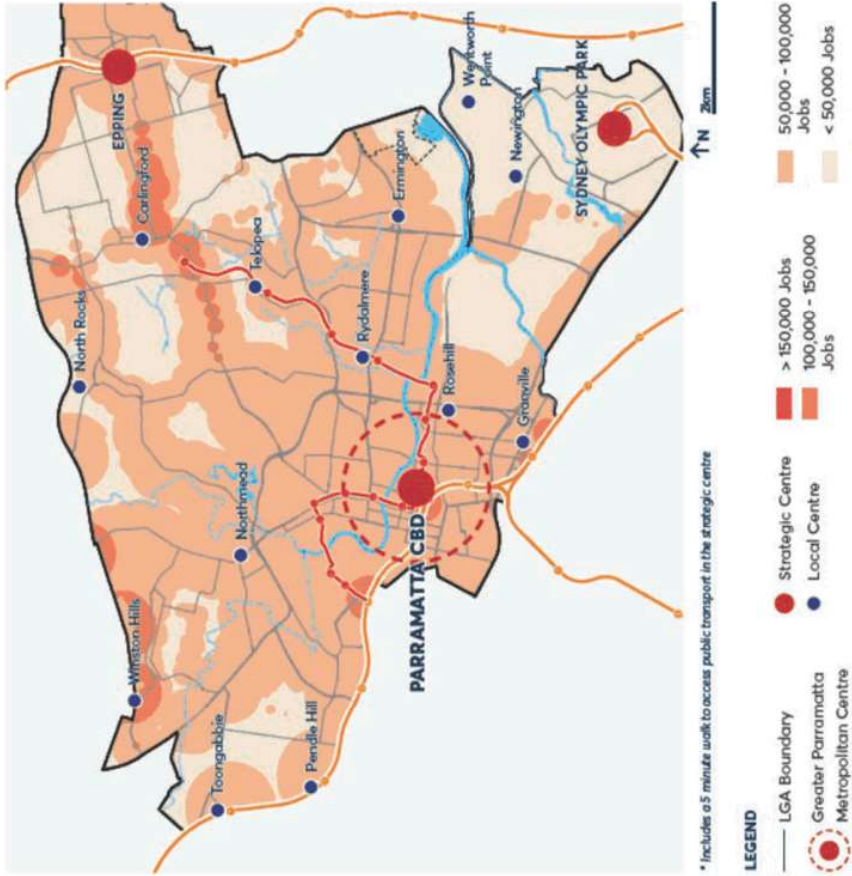 North Rocks
EPPING
Winston Hills
Carlingford
Toongabbie
Northmead
Telopea
Pendle Hill
Rydalmere
Ermington
PARRAMATTA CBD
Rosehill
Wentworth
Point
Newington
Granville
SYDNEY OLYMPIC PARK
N 2km
* Includes a 5 minute walk to access public transport in the strategic centre
LEGEND
LGA Boundary
Greater Parramatta
Metropolitan Centre
Strategic Centre
Local Centre
> 150,000 Jobs
100,000 - 150,000
Jobs
50,000 - 100,000
Jobs
< 50,000 Jobs